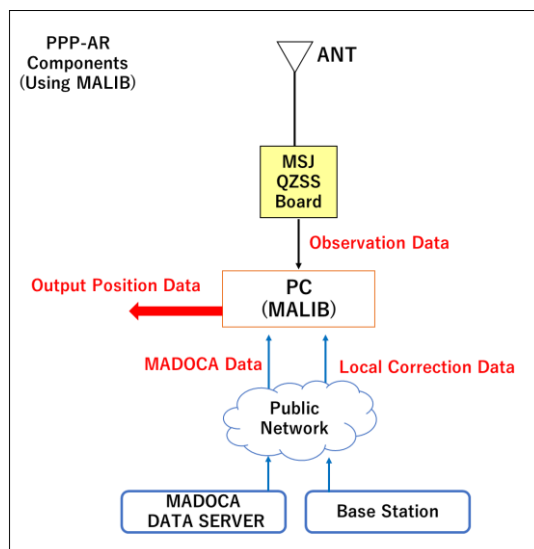 PPP-AR
Components
(Using MALIB)
ANT
MSJ
QZSS
Board
Observation Data
Output Position Data
PC
(MALIB)
MADOCA Data
Local Correction Data
Public
Network
MADOCA
DATA SERVER
Base Station